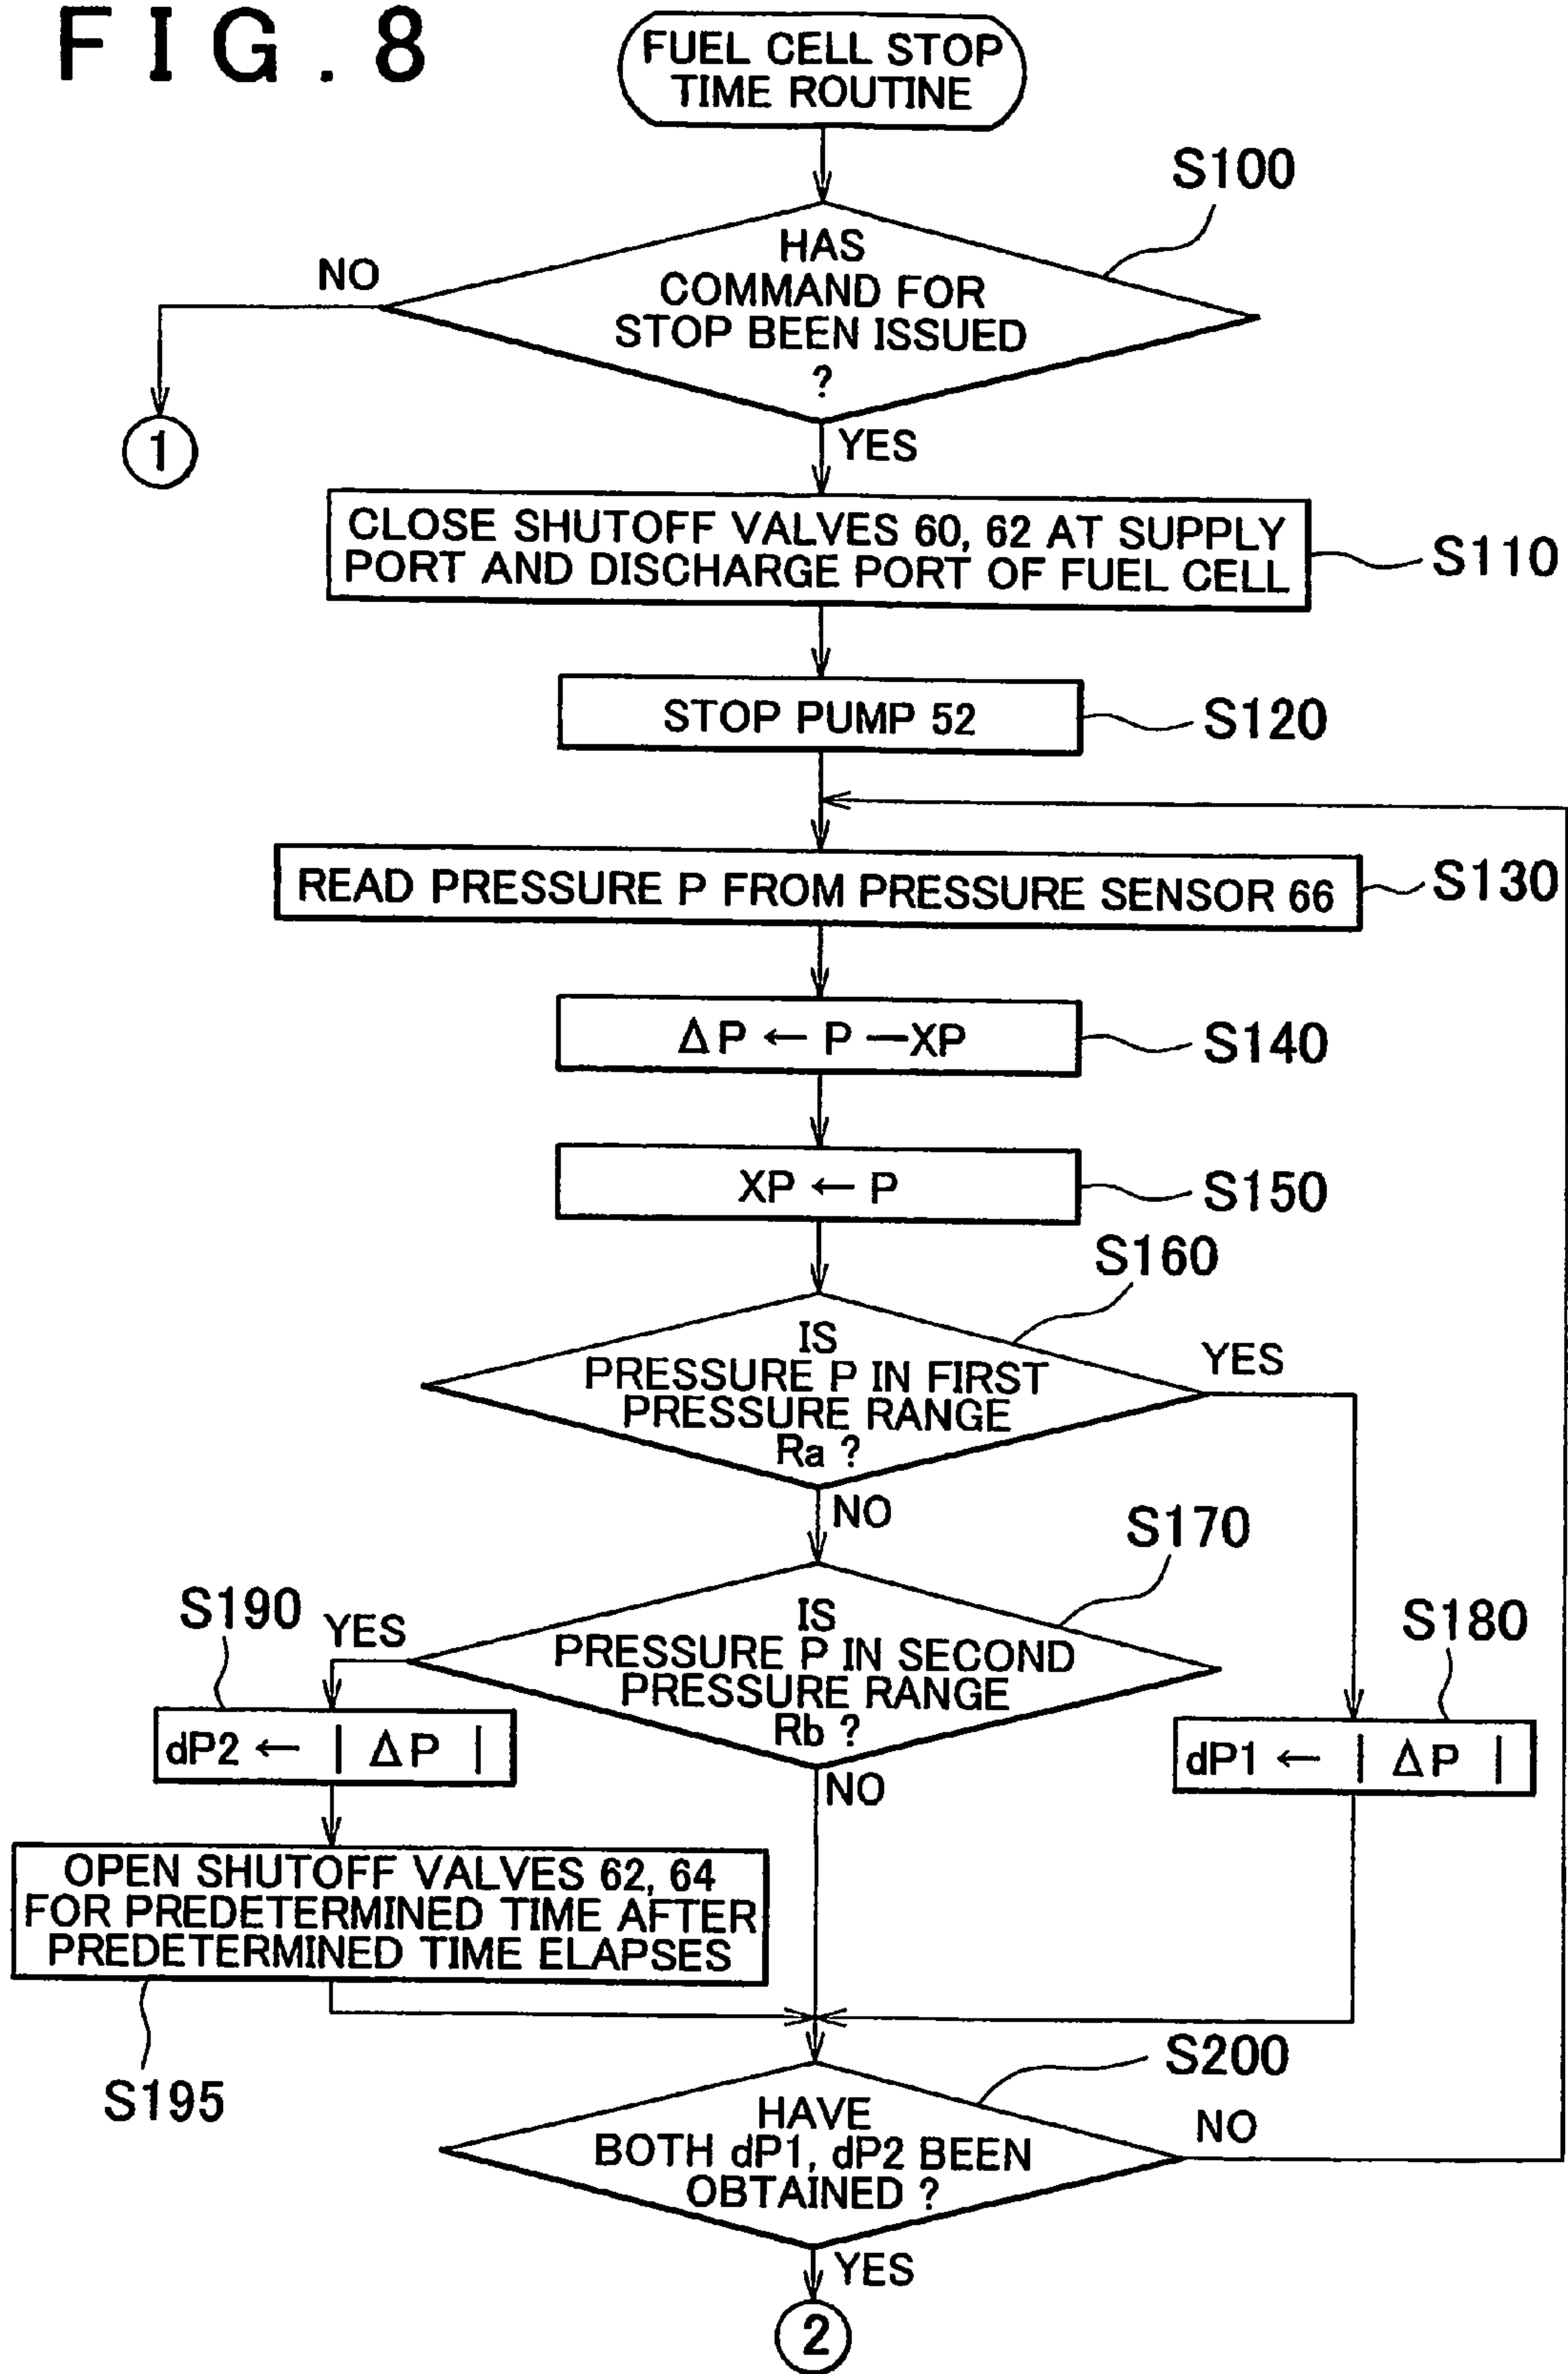 FIG. 8
FUEL CELL STOP
TIME ROUTINE
S100
HAS
COMMAND FOR
STOP BEEN ISSUED
?
NO
1
YES
CLOSE SHUTOFF VALVES 60, 62 AT SUPPLY
PORT AND DISCHARGE PORT OF FUEL CELL
S110
STOP PUMP 52
S120
READ PRESSURE P FROM PRESSURE SENSOR 66
S130
ΔP ← P —XP
S140
XP ← P
S150
S160
IS
PRESSURE P IN FIRST
PRESSURE RANGE
Ra ?
YES
NO
S170
IS
PRESSURE P IN SECOND
PRESSURE RANGE
Rb ?
S190
YES
S180
dP2 ← | ΔP |
dP1 ← | ΔP |
NO
OPEN SHUTOFF VALVES 62, 64
FOR PREDETERMINED TIME AFTER
PREDETERMINED TIME ELAPSES
S195
S200
HAVE
BOTH dP1, dP2 BEEN
OBTAINED ?
NO
YES
2